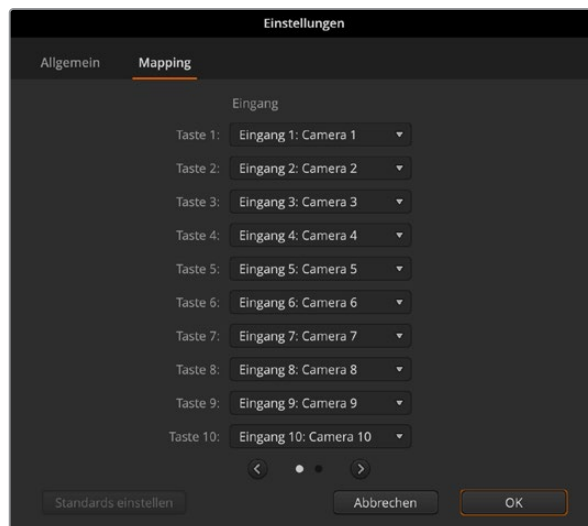 Einstellungen
Allgemein Mapping
Eingang
Taste 1: Eingang 1: Camera 1
Taste 2: Eingang 2: Camera 2
Taste 3: Eingang 3: Camera 3
Taste 4: Eingang 4: Camera 4
Taste 5: Eingang 5: Camera 5
Taste 6: Eingang 6: Camera 6
Taste 7: Eingang 7: Camera 7
Taste 8: Eingang 8: Camera 8
Taste 9: Eingang 9: Camera 9
Taste 10: Eingang 10: Camera 10
Standards einstellen Abbrechen OK